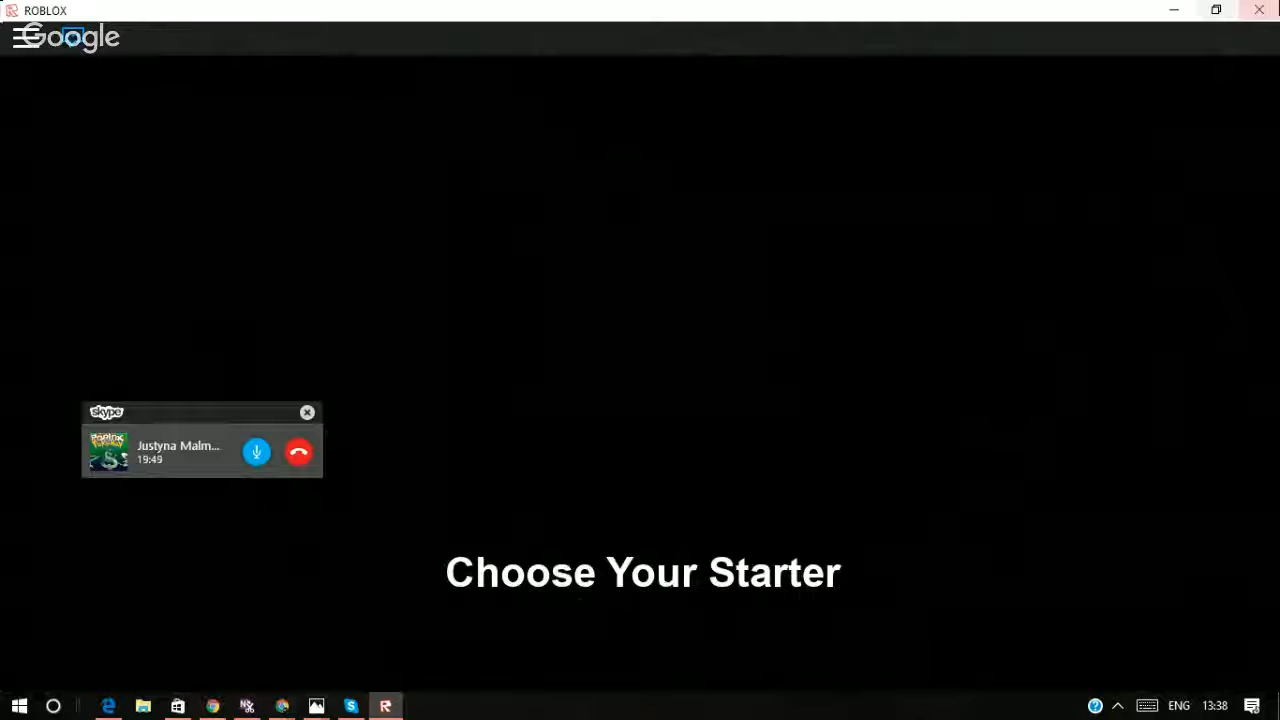 ROBLOX
Google
skype
Justyna Malm...
19:49
Choose Your Starter
ENG
13:38